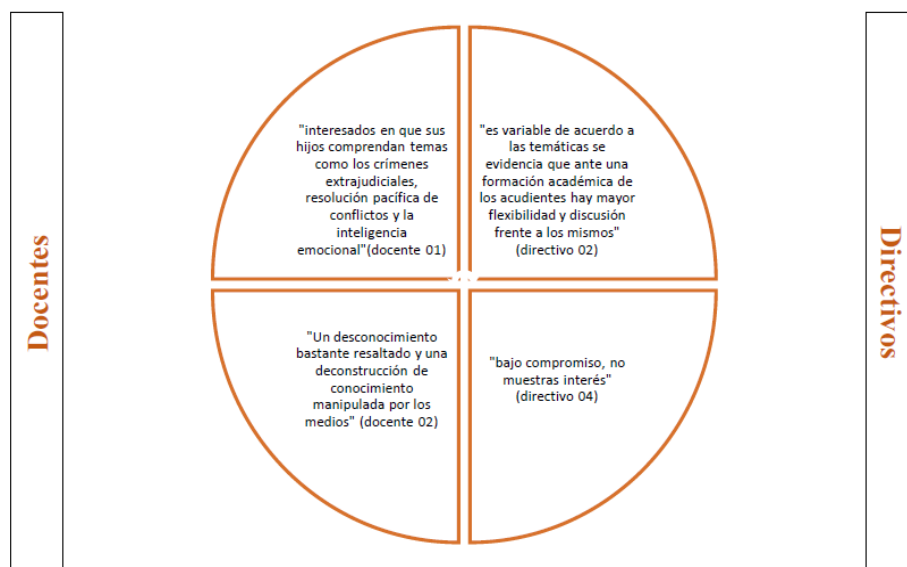 Docentes
"interesados en que sus
hijos comprendan temas
como los crímenes
extrajudiciales,
resolución pacífica de
conflictos y la
inteligencia
emocional"(docente 01)
"es variable de acuerdo a
las temáticas se
evidencia que ante una
formación académica de
los acudientes hay mayor
flexibilidad y discusión
frente a los mismos"
(directivo 02)
"Un desconocimiento
bastante resaltado y una
deconstrucción de
conocimiento
manipulada por los
medios" (docente 02)
"bajo compromiso, no
muestras interés"
(directivo 04)
Directivos